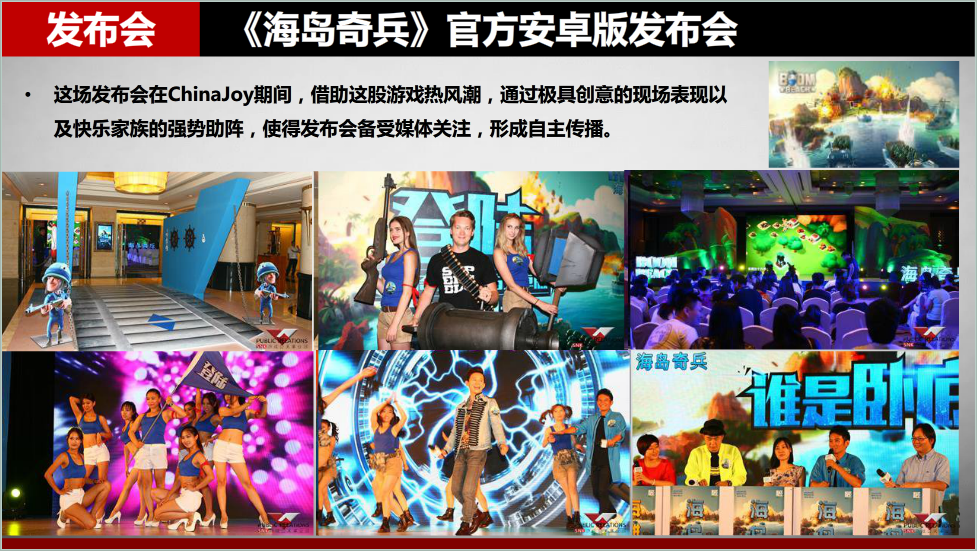 发布会
《海岛奇兵》官方安卓版发布会
• 这场发布会在ChinaJoy期间，借助这股游戏热风潮，通过极具创意的现场表现以
及快乐家族的强势助阵，使得发布会备受媒体关注，形成自主传播。
BOOM
BEACH
PUBLIC RELATIONS
登陆
BOOM
BEACH
海岛奇兵
登陆
PUBLIC RELATIONS
PUBLIC RELATIONS
海岛奇兵
谁是卧底
海
海
海